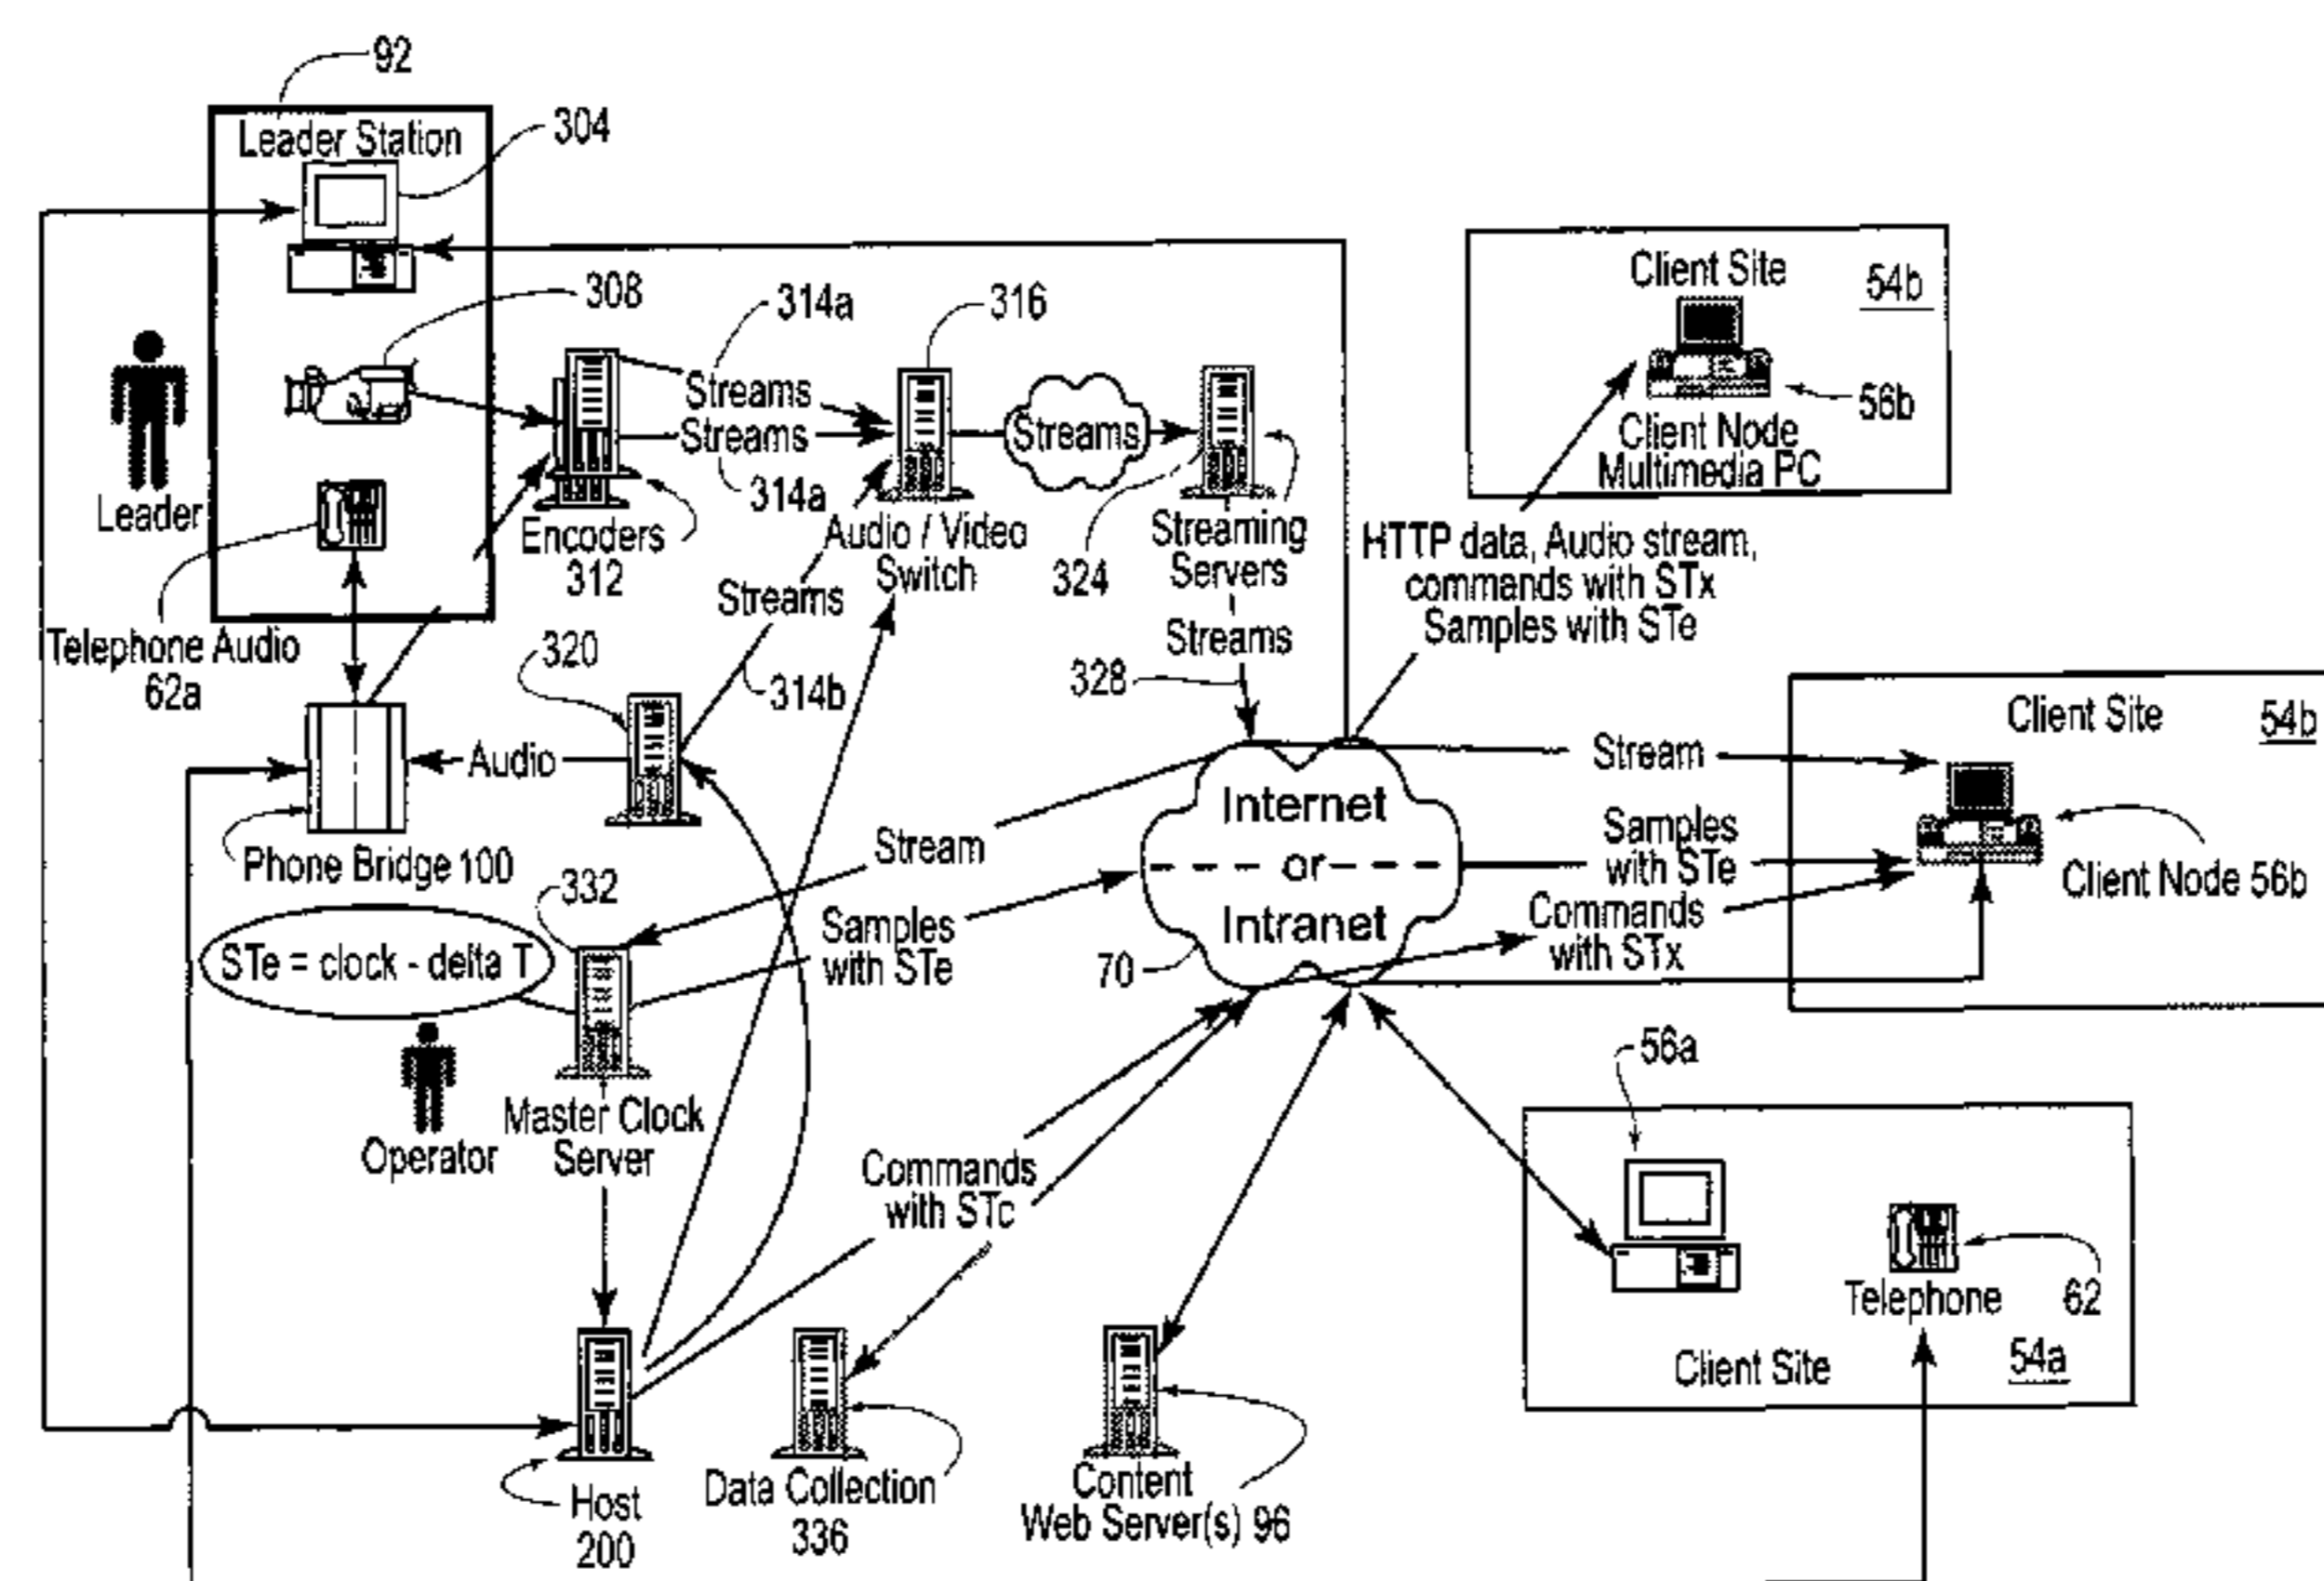 92
Leader Station
304
308
314a
316
Client Site
54b
56b
Client Node
Multimedia PC
Leader
Streams
Streams
Streams
314a
Encoders
312
Audio / Video
Switch
324
Streaming
Servers
HTTP data, Audio stream,
commands with STx
Samples with STe
Telephone Audio
62a
Streams
320
314b
Streams
328
Client Site
54b
Audio
Stream
Phone Bridge 100
Stream
Internet
or
Intranet
Samples
with STe
Client Node 56b
332
Samples
with STe
Commands
with STx
STe = clock - delta T
70
Operator
Master Clock
Server
56a
Commands
with STc
Telephone
62
Client Site
54a
Host
200
Data Collection
336
Content
Web Server(s) 96